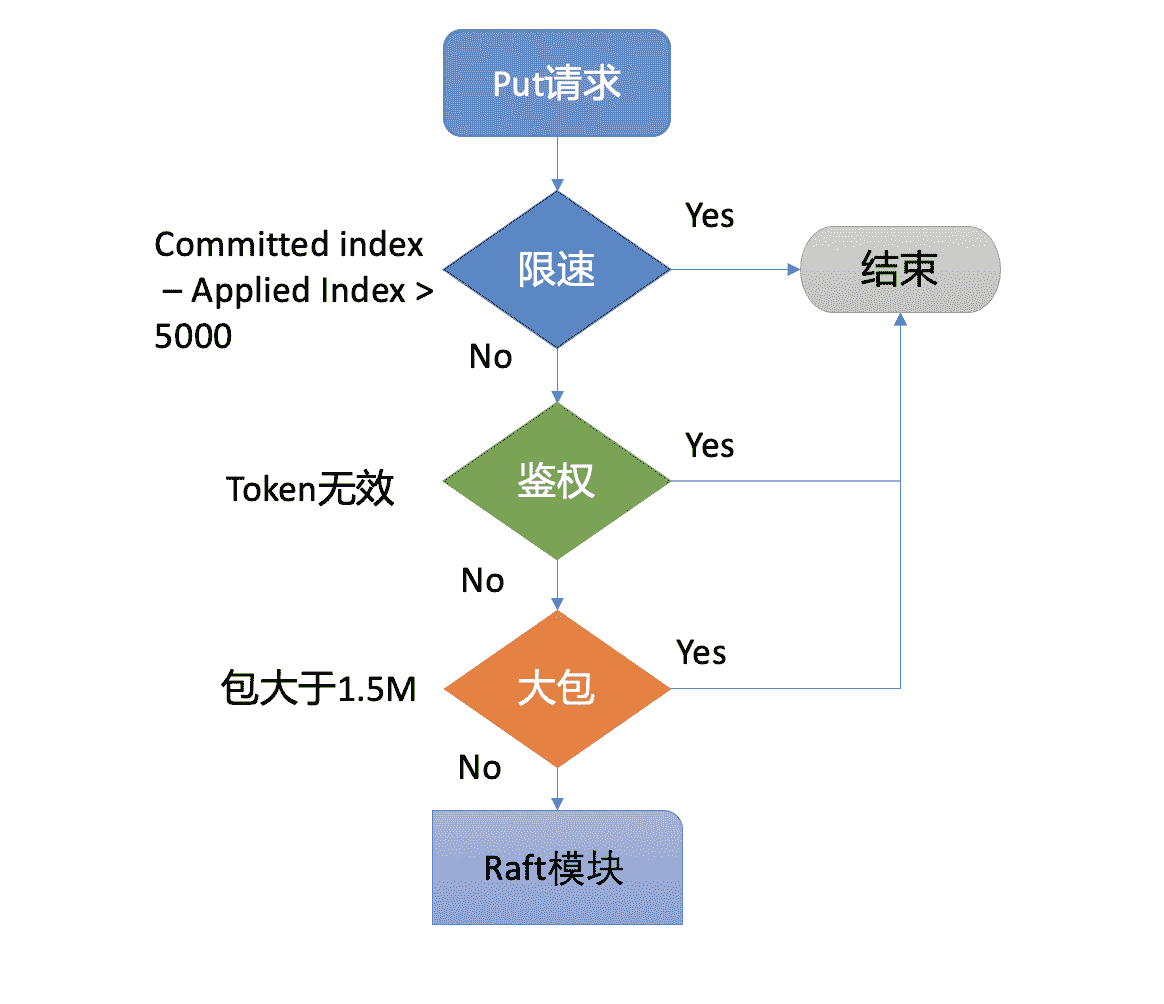 Put请求
Yes
Committed index
– Applied Index >
5000
限速
结束
No
Yes
Token无效
鉴权
No
Yes
包大于1.5M
大包
No
Raft模块